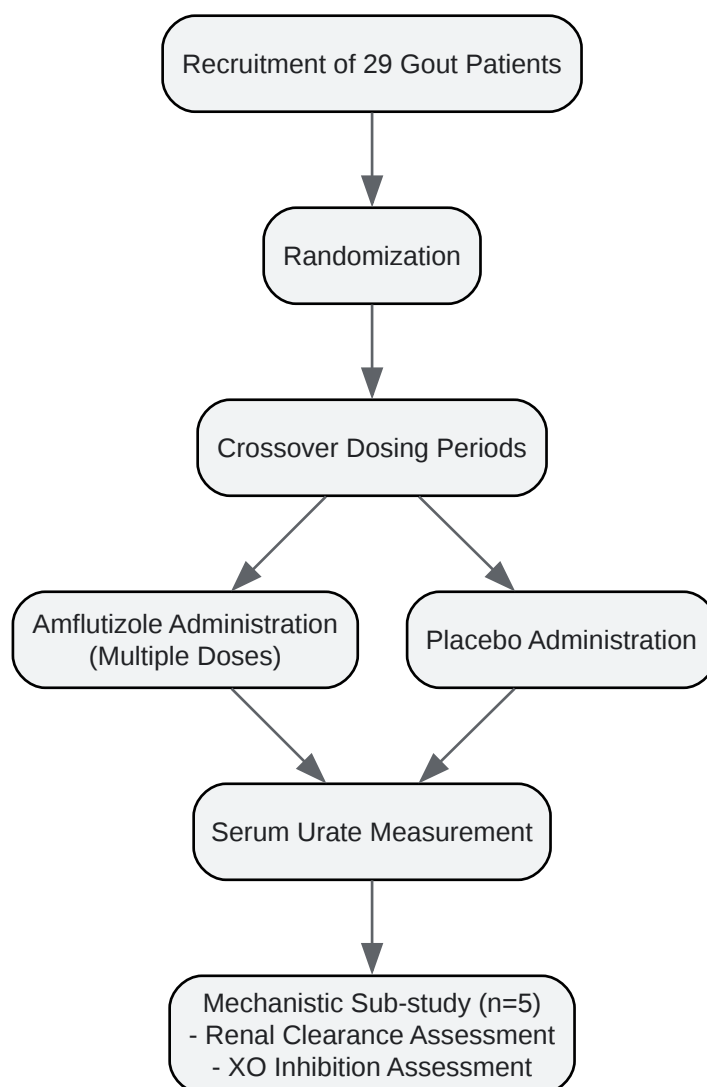 Recruitment of 29 Gout Patients
Randomization
Crossover Dosing Periods
Amflutizole Administration
(Multiple Doses)
Placebo Administration
Serum Urate Measurement
Mechanistic Sub-study (n=5)
- Renal Clearance Assessment
- XO Inhibition Assessment